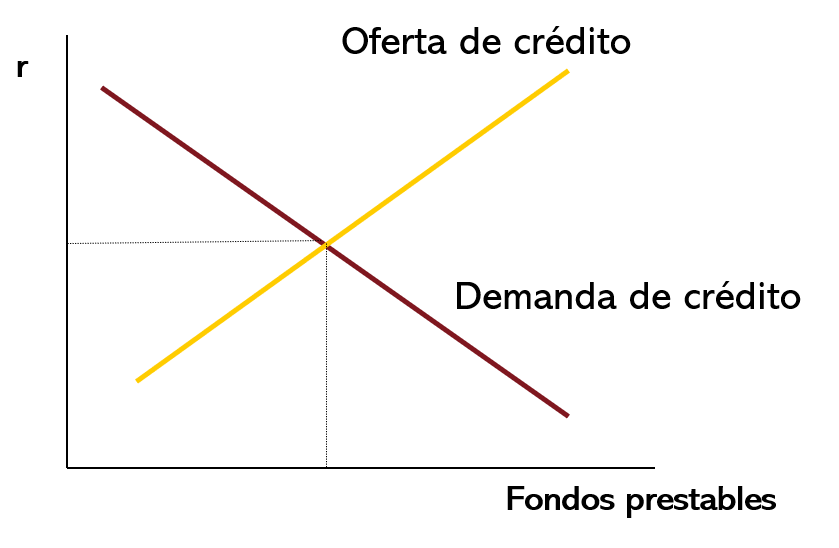 Oferta de crédito
r
Demanda de crédito
Fondos prestables